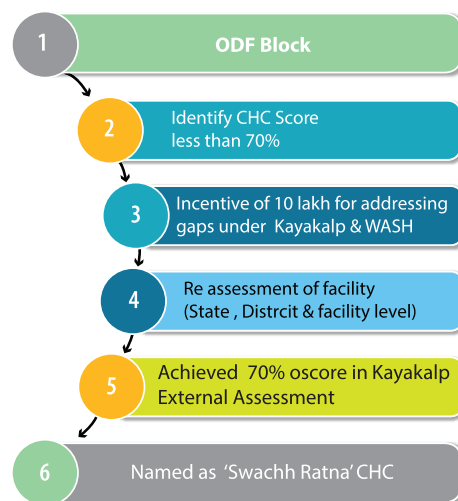 1
ODF Block
2
Identify CHC Score
less than 70%
3
Incentive of 10 lakh for addressing
gaps under Kayakalp & WASH
4
Re assessment of facility
(State , Distrcit & facility level)
5
Achieved 70% oscore in Kayakalp
External Assessment
6
Named as ‘Swachh Ratna’ CHC